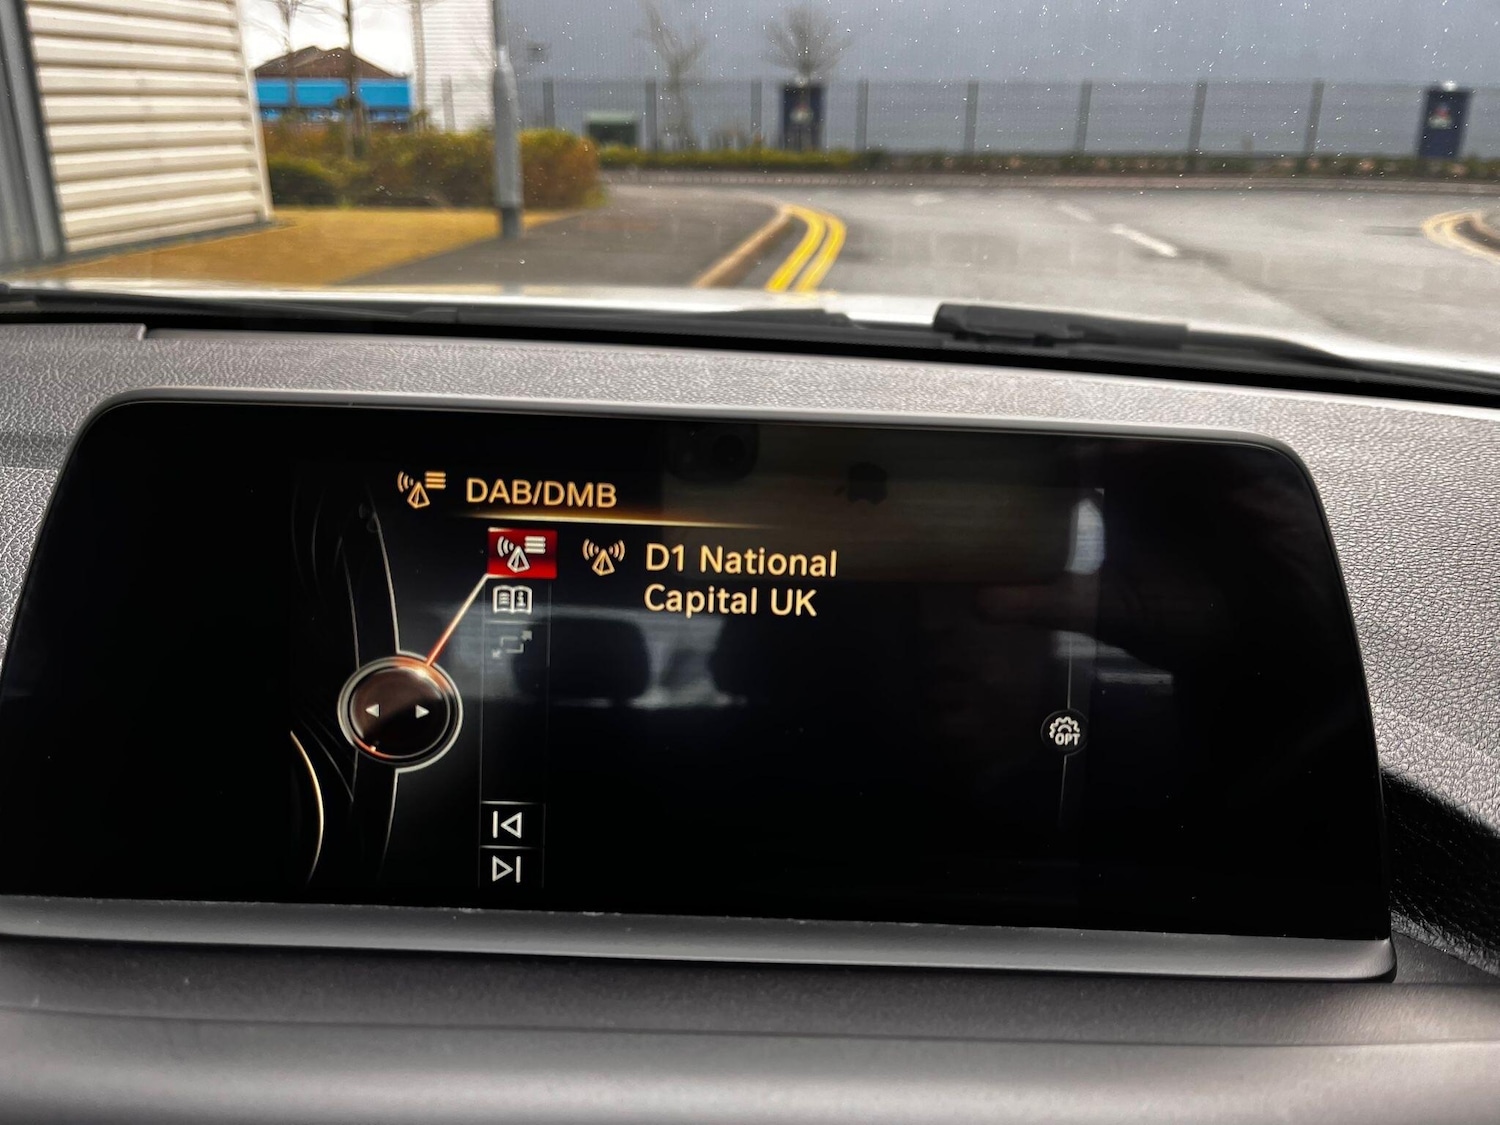 DAB/DMB
D1 National
Capital UK
OPT